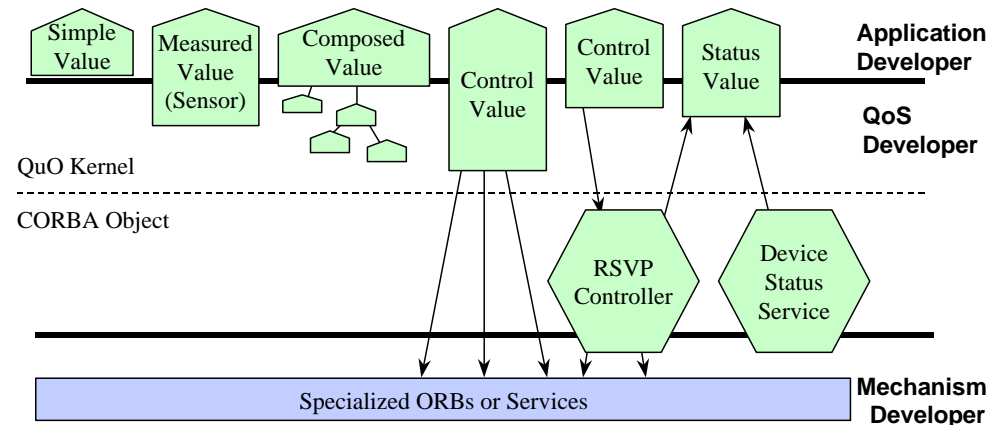 Simple
Value
Measured
Value
(Sensor)
Composed
Value
Control
Value
Control
Value
Status
Value
Application
Developer
QoS
Developer
QuO Kernel
CORBA Object
RSVP
Controller
Device
Status
Service
Specialized ORBs or Services
Mechanism
Developer